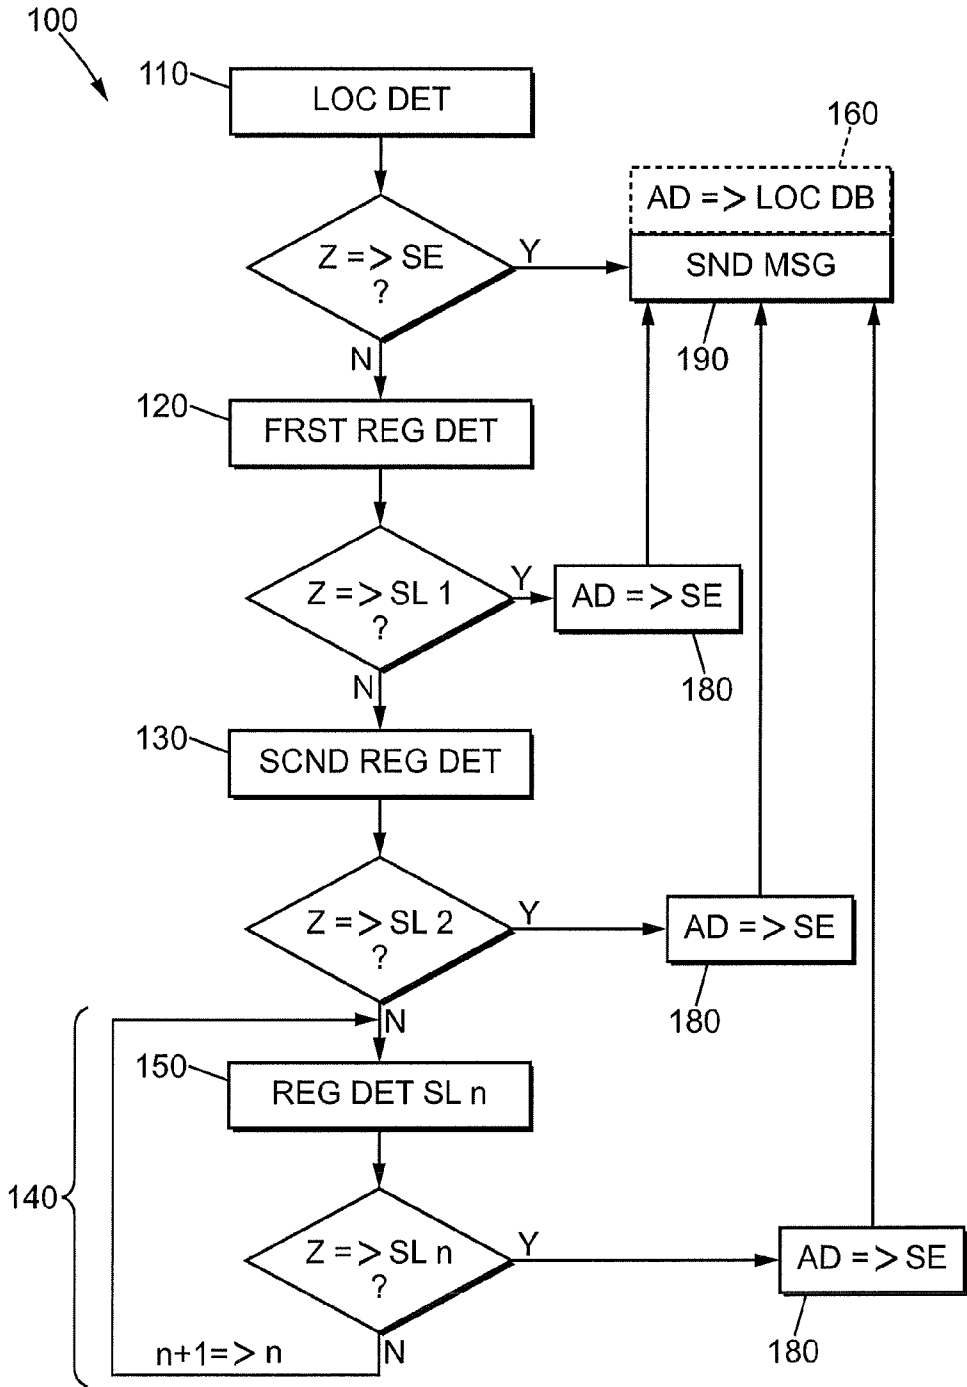 100
110
LOC DET
160
AD => LOC DB
Z => SE
?
Y
SND MSG
190
N
120
FRST REG DET
Z => SL 1
?
Y
AD => SE
180
N
130
SCND REG DET
Z => SL 2
?
Y
AD => SE
180
N
140
150
REG DET SL n
Z => SL n
?
Y
AD => SE
180
N
n+1=> n